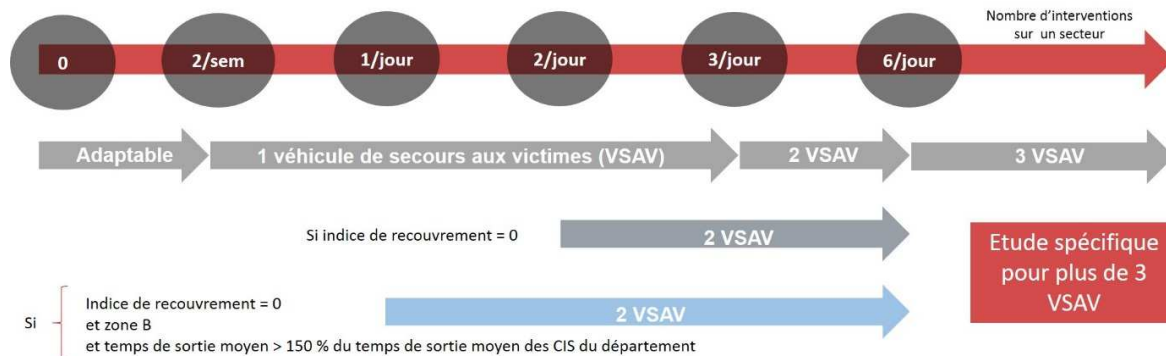 Nombre d’interventions
sur un secteur
0
2/sem
1/jour
2/jour
3/jour
6/jour
Adaptable
1 véhicule de secours aux victimes (VSAV)
2 VSAV
3 VSAV
Si indice de recouvrement = 0
2 VSAV
Etude spécifique
pour plus de 3
VSAV
Si
Indice de recouvrement = 0
et zone B
et temps de sortie moyen > 150 % du temps de sortie moyen des CIS du département
2 VSAV